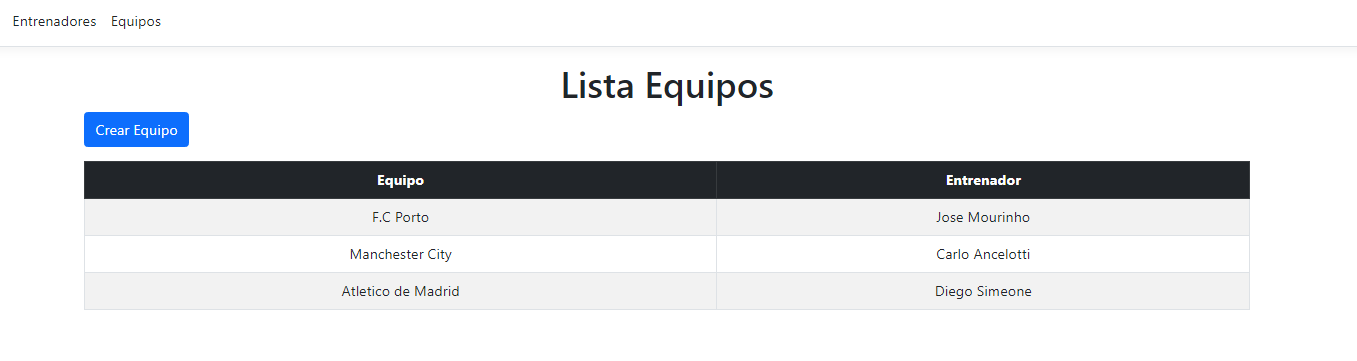 Entrenadores Equipos
Lista Equipos
Crear Equipo
Equipo Entrenador
F.C Porto Jose Mourinho
Manchester City Carlo Ancelotti
Atletico de Madrid Diego Simeone